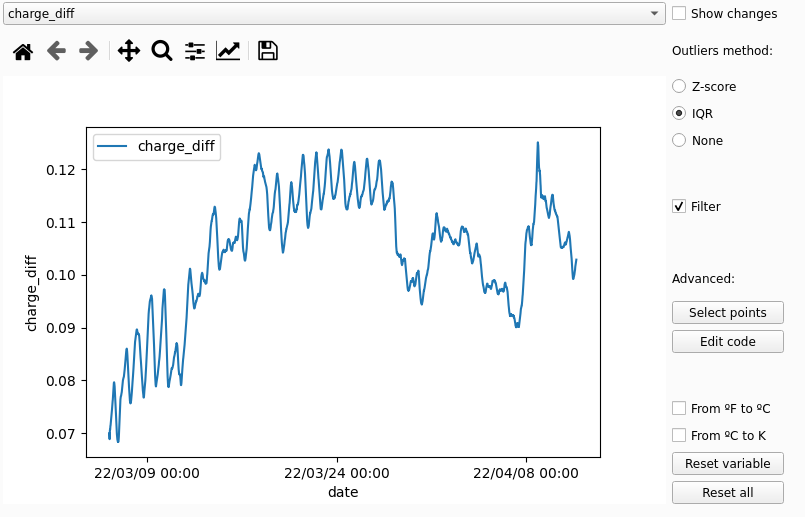 charge_diff
Show changes
Outliers method:
Z-score
IQR
None
Filter
Advanced:
Select points
Edit code
From ºF to ºC
From ºC to K
Reset variable
Reset all
charge_diff
0.12
0.11
0.10
0.09
0.08
0.07
charge_diff
22/03/09 00:00
22/03/24 00:00
22/04/08 00:00
date